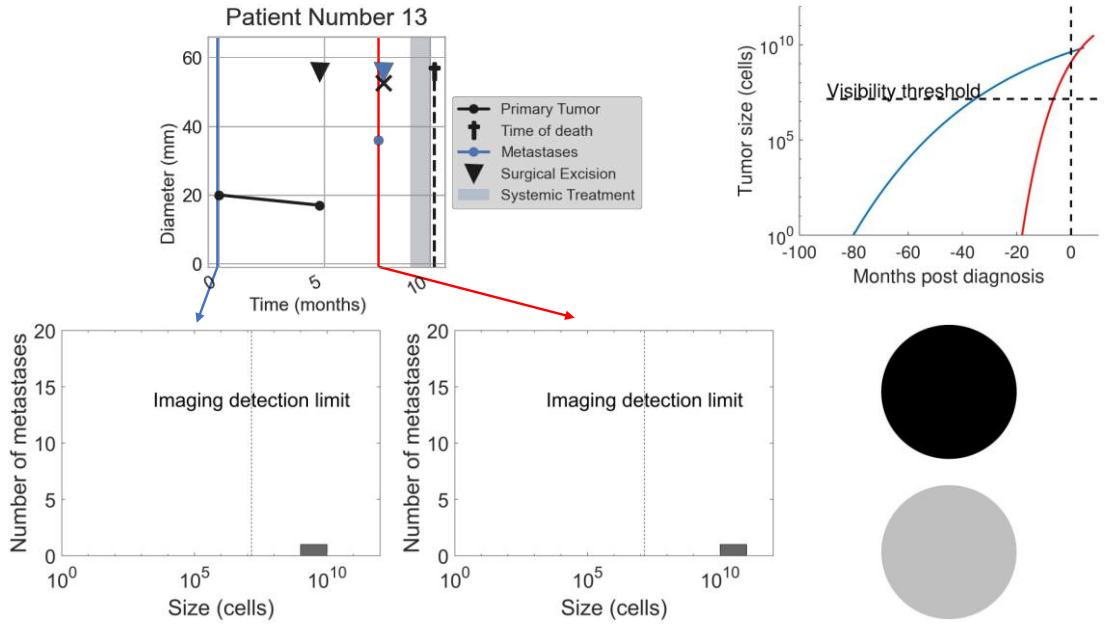 Patient Number 13
60
40
20
0
Diameter (mm)
0
5
10
Time (months)
Primary Tumor
Time of death
Metastases
Surgical Excision
Systemic Treatment
10^10
10^5
10^0
Tumor size (cells)
Visibility threshold
-100
-80
-60
-40
-20
0
Months post diagnosis
20
15
10
5
0
Number of metastases
Imaging detection limit
10^0
10^5
10^10
Size (cells)
20
15
10
5
0
Number of metastases
Imaging detection limit
10^0
10^5
10^10
Size (cells)